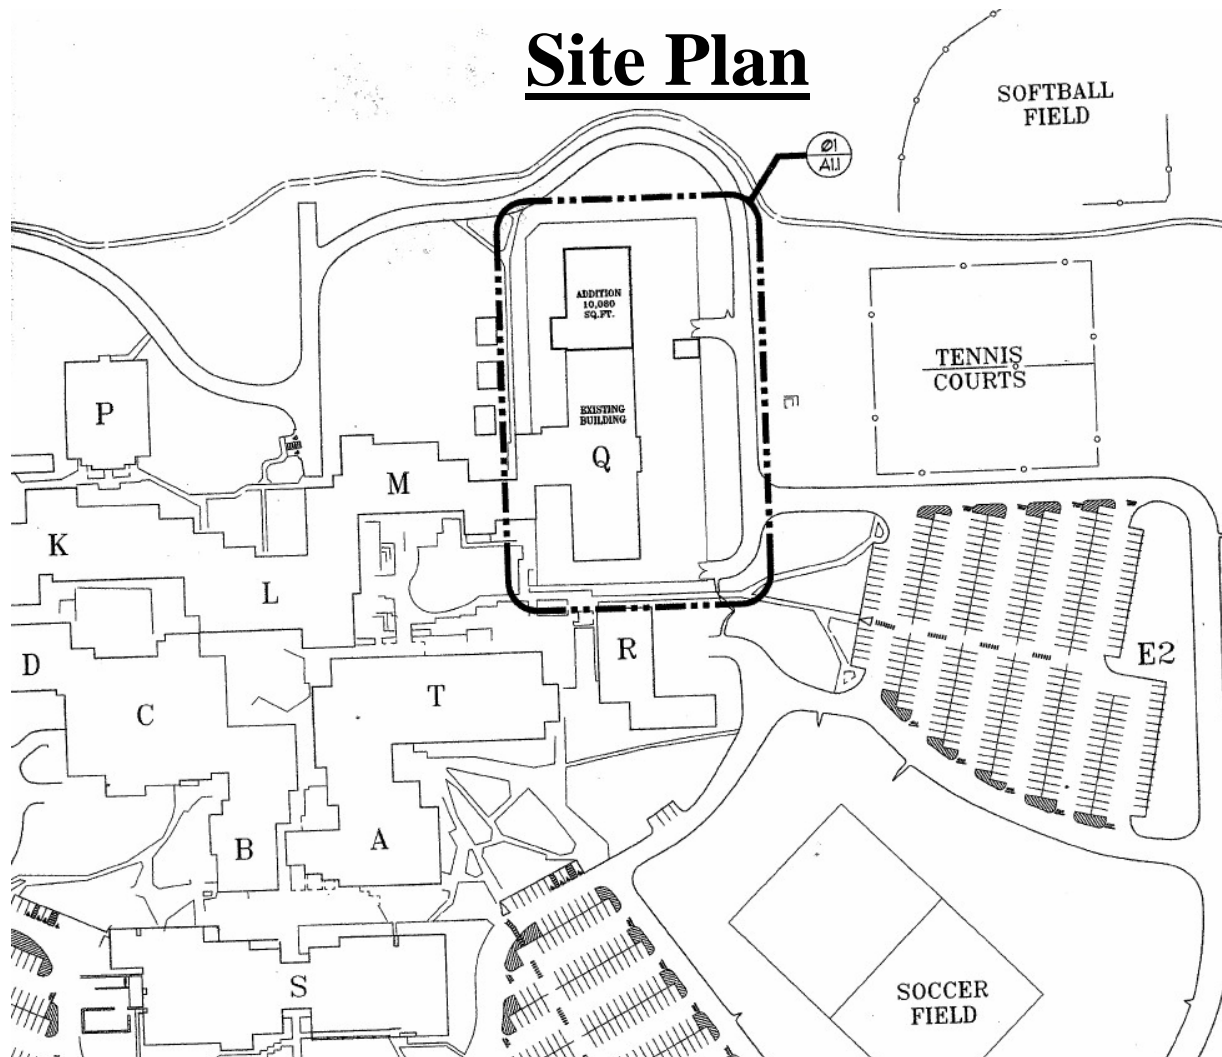 Site Plan
SOFTBALL
FIELD
Ø1
A1.1
ADDITION
10,080
SQ.FT.
TENNIS
COURTS
EXISTING
BUILDING
P
Q
M
K
L
D
C
T
R
E2
B
A
S
SOCCER
FIELD